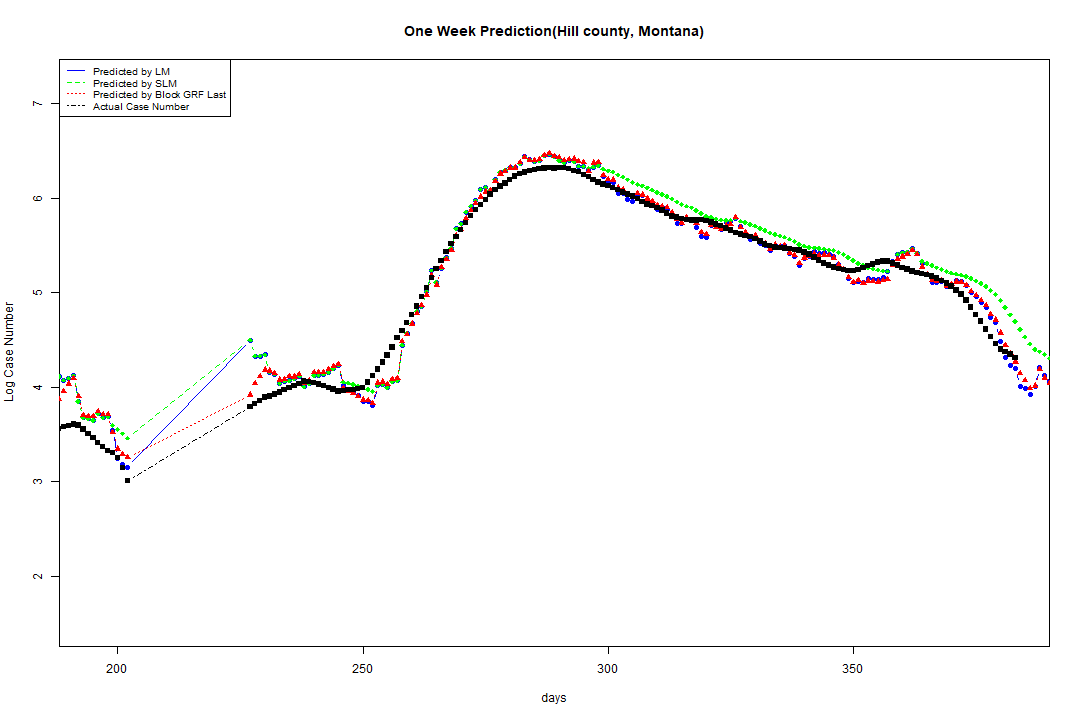 One Week Prediction(Hill county, Montana)
Predicted by LM
Predicted by SLM
Predicted by Block GRF Last
Actual Case Number
7
6
5
4
3
2
Log Case Number
200
250
300
350
days